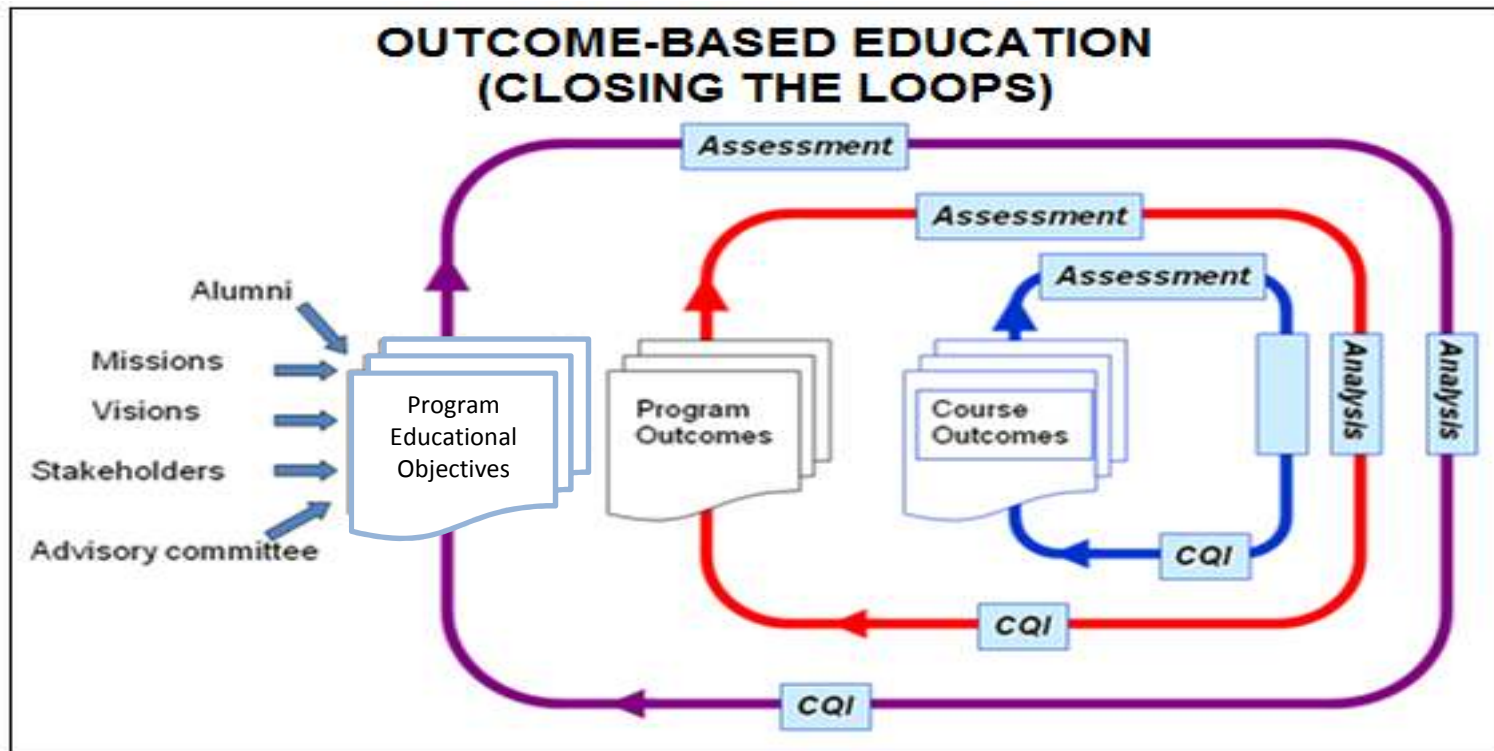 OUTCOME-BASED EDUCATION
(CLOSING THE LOOPS)
Assessment
Assessment
Assessment
Alumni
Missions
Visions
Stakeholders
Advisory committee
Program
Educational
Objectives
Program
Outcomes
Course
Outcomes
Analysis
Analysis
CQI
CQI
CQI